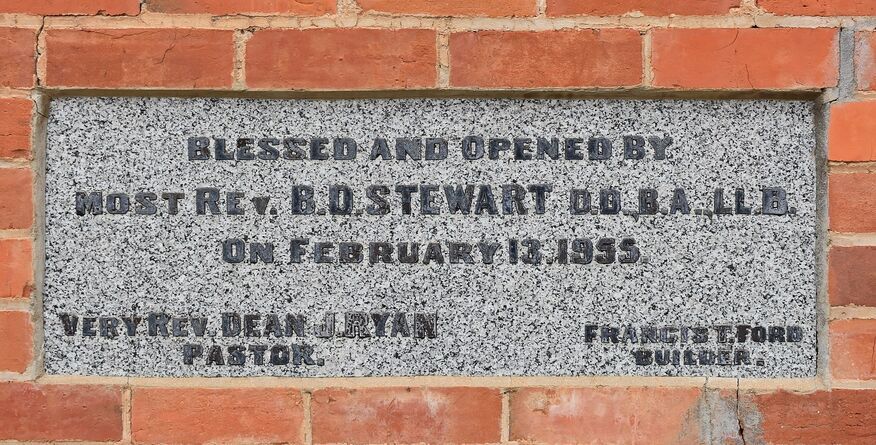 BLESSED AND OPENED BY
MOST REV. B.D. STEWART D.D., B.A., LL.B.
ON FEBRUARY 13, 1955.
VERY REV. DEAN J. RYAN
PASTOR.
FRANCIS T. FORD
BUILDER.